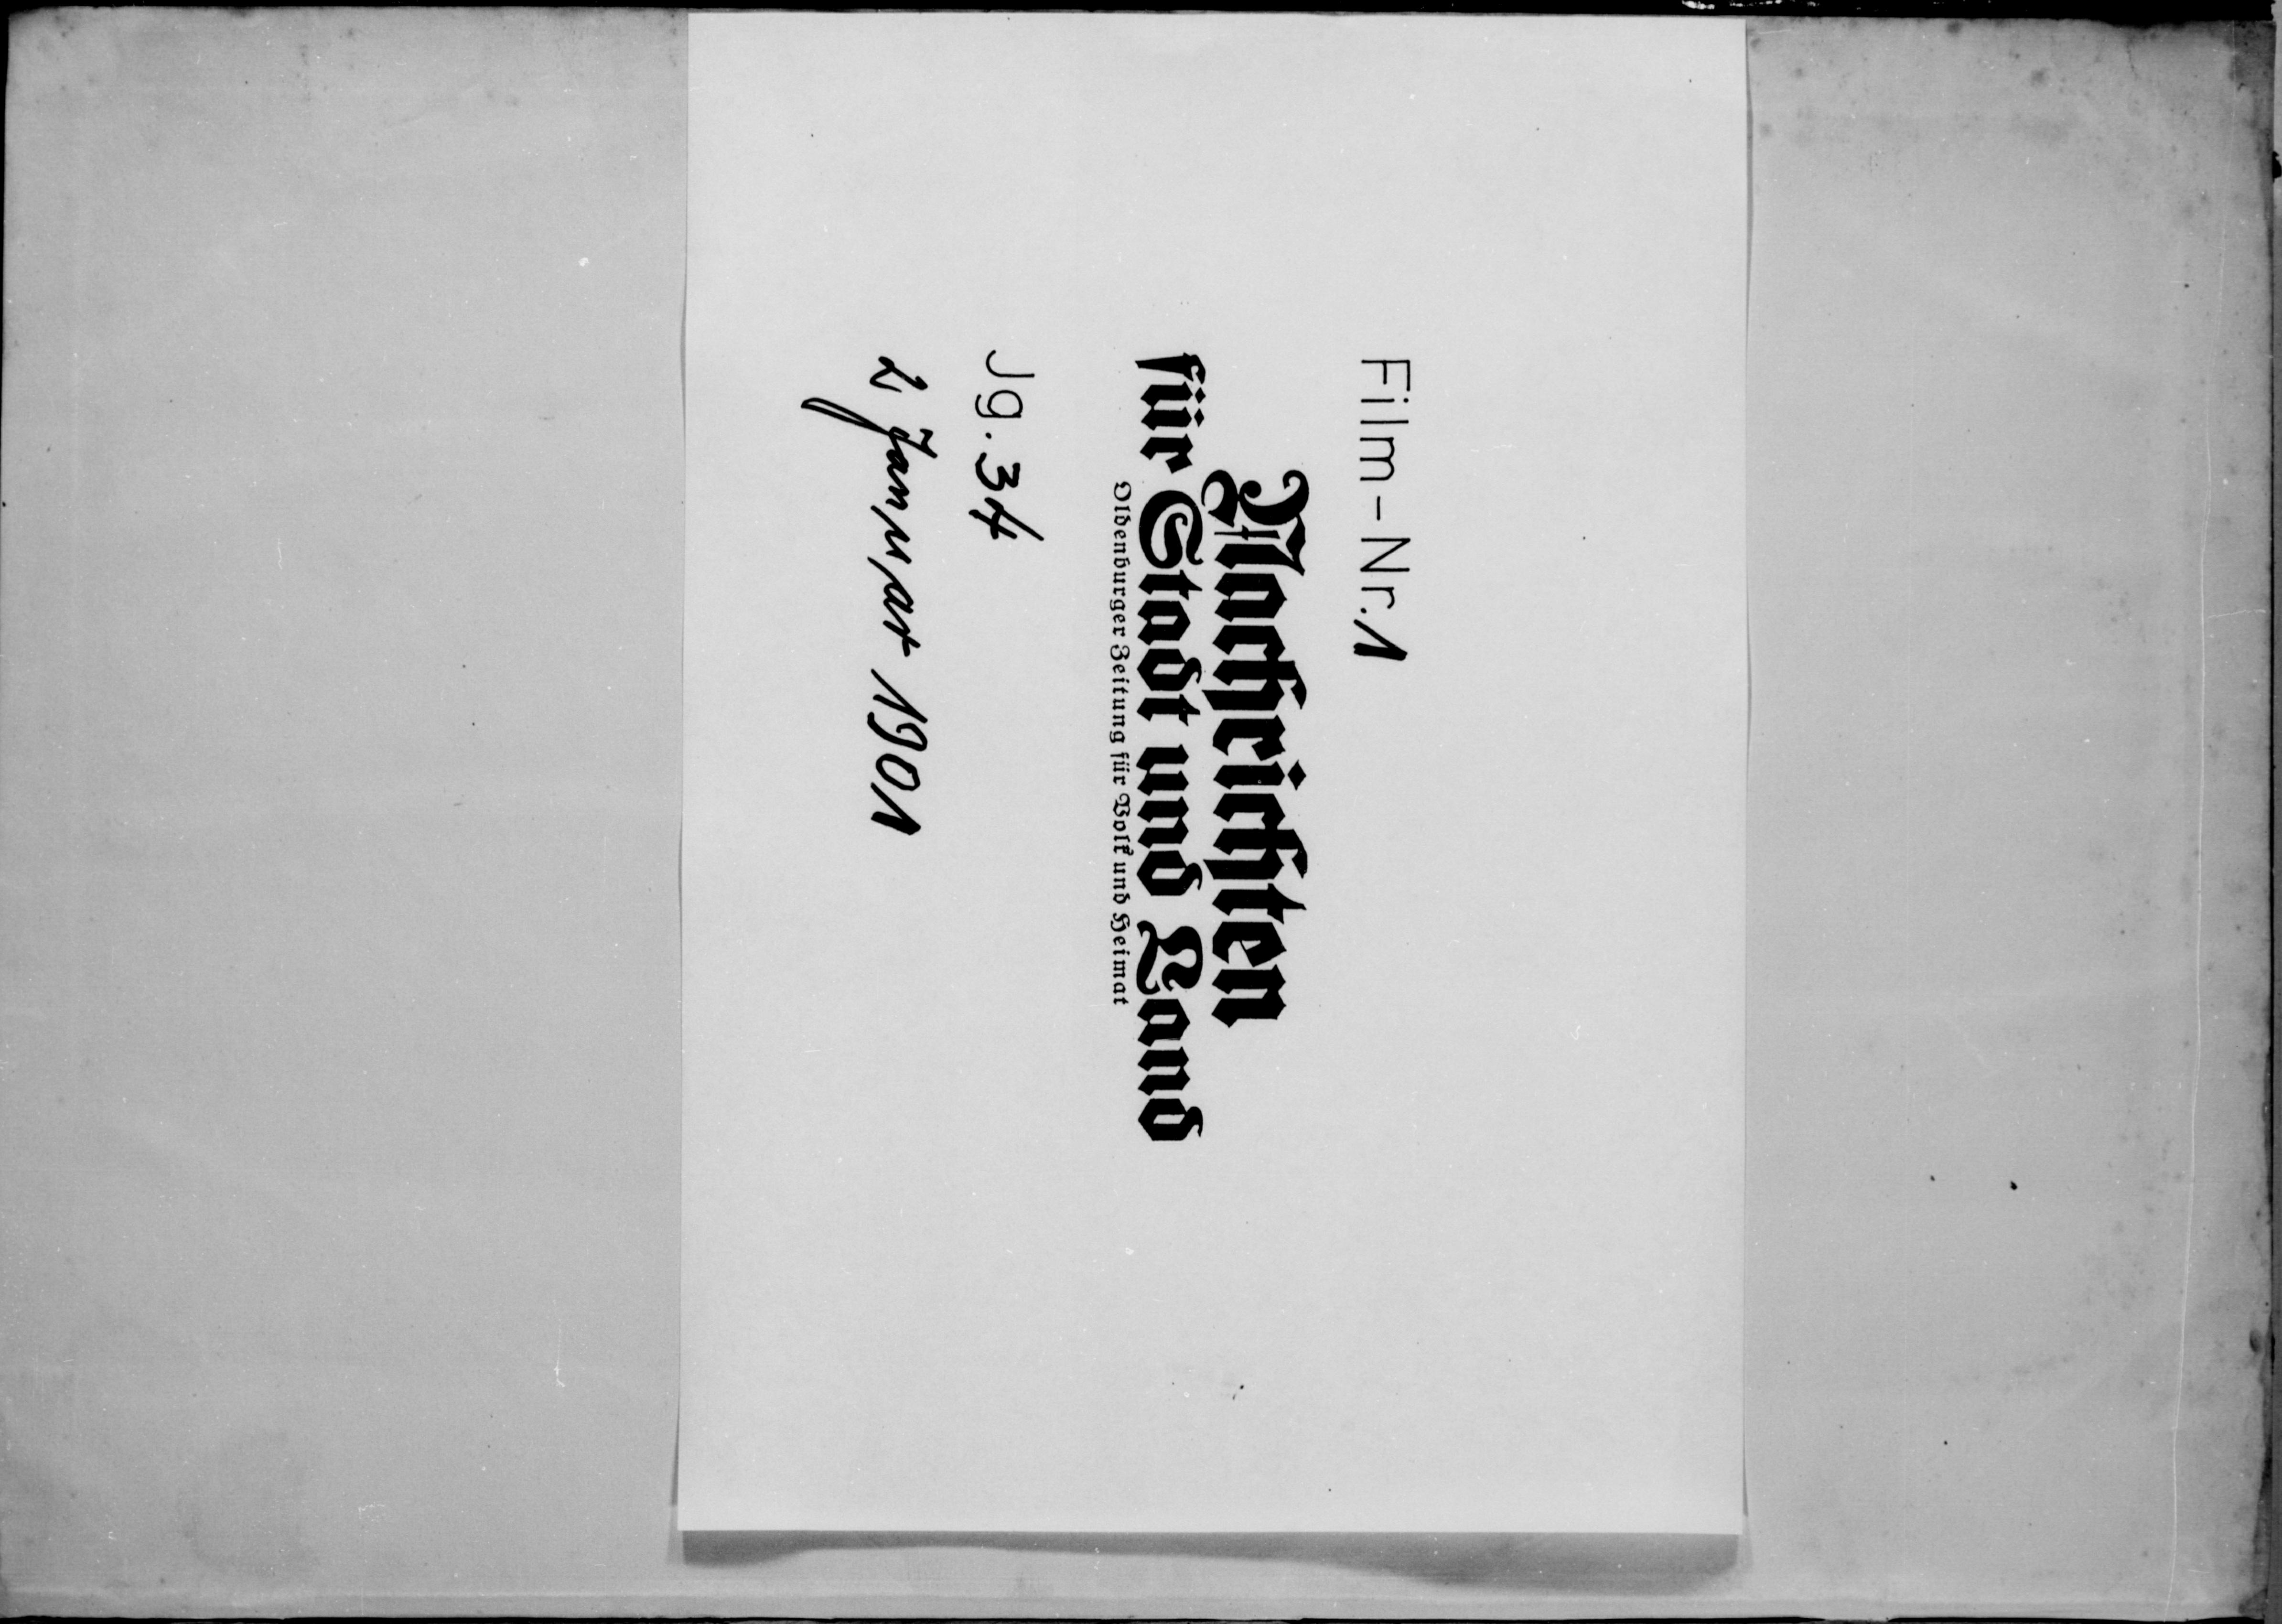 Film-Nr. 1
Nachrichten
für Stadt und Land
Oldenburger Zeitung für Volk und Heimat
Jg. 34
2 Januar 1901